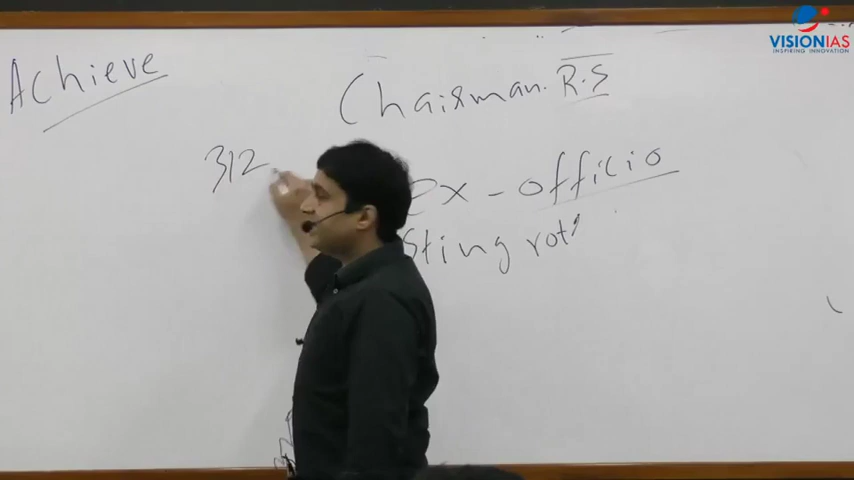 VISIONIAS
INSPIRING INNOVATION
Achieve
Chairman. R.S
312
ex-officio
sting vote